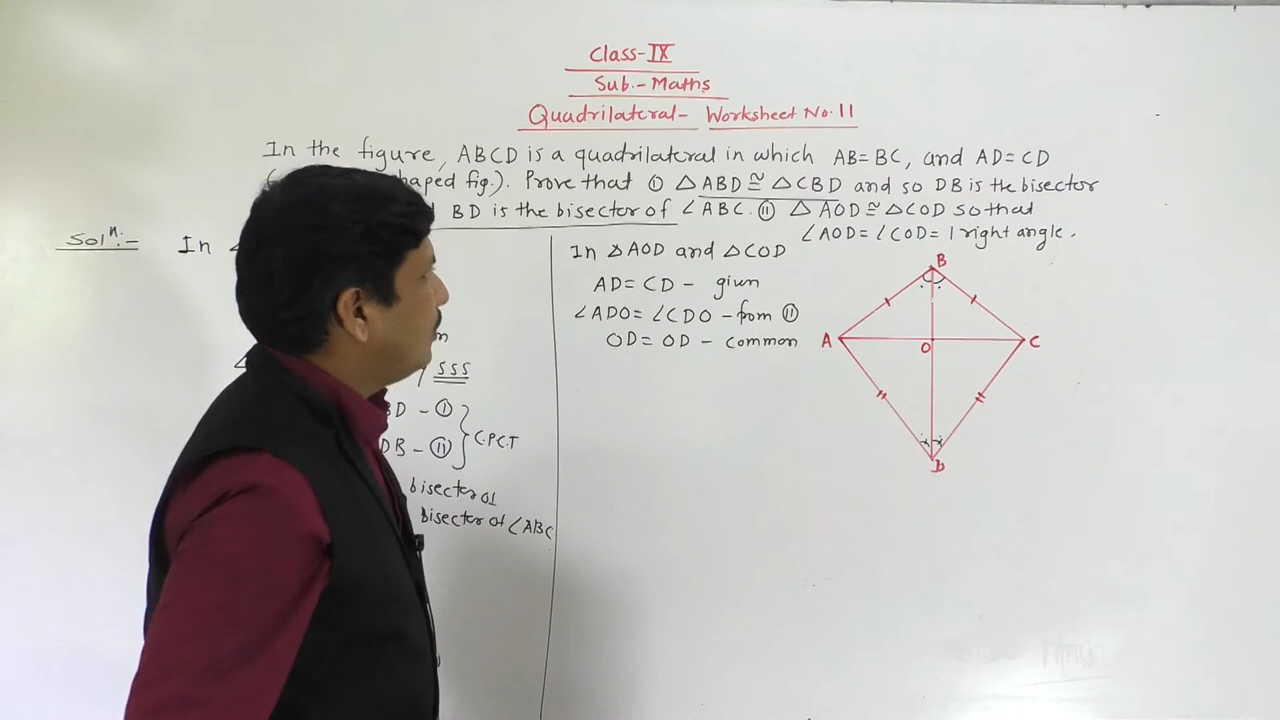 Class-IX
Sub.- Maths
Quadrilateral- Worksheet No. 11
In the figure, ABCD is a quadrilateral in which AB=BC, and AD=CD
haped fig.). Prove that ① △ABD≅△CBD and so DB is the bisector
BD is the bisector of ∠ABC. ⑪ △AOD≅△COD so that
∠AOD=∠COD=1 right angle.
Solⁿ:- In
SSS
BD - ①
DB - ⑪
C.P.C.T
bisector of
bisector of ∠ABC
In △AOD and △COD
AD=CD - given
∠ADO=∠CDO - from ⑪
OD=OD - common
B
A
O
C
D